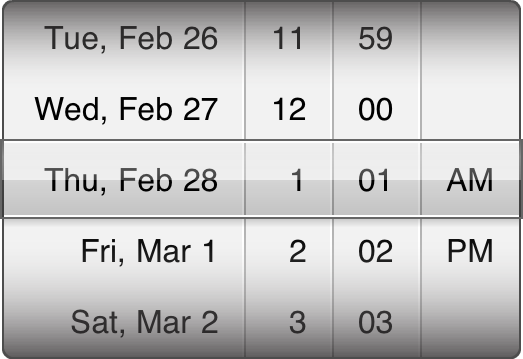 Tue, Feb 26 11 59
Wed, Feb 27 12 00
Thu, Feb 28 1 01 AM
Fri, Mar 1 2 02 PM
Sat, Mar 2 3 03